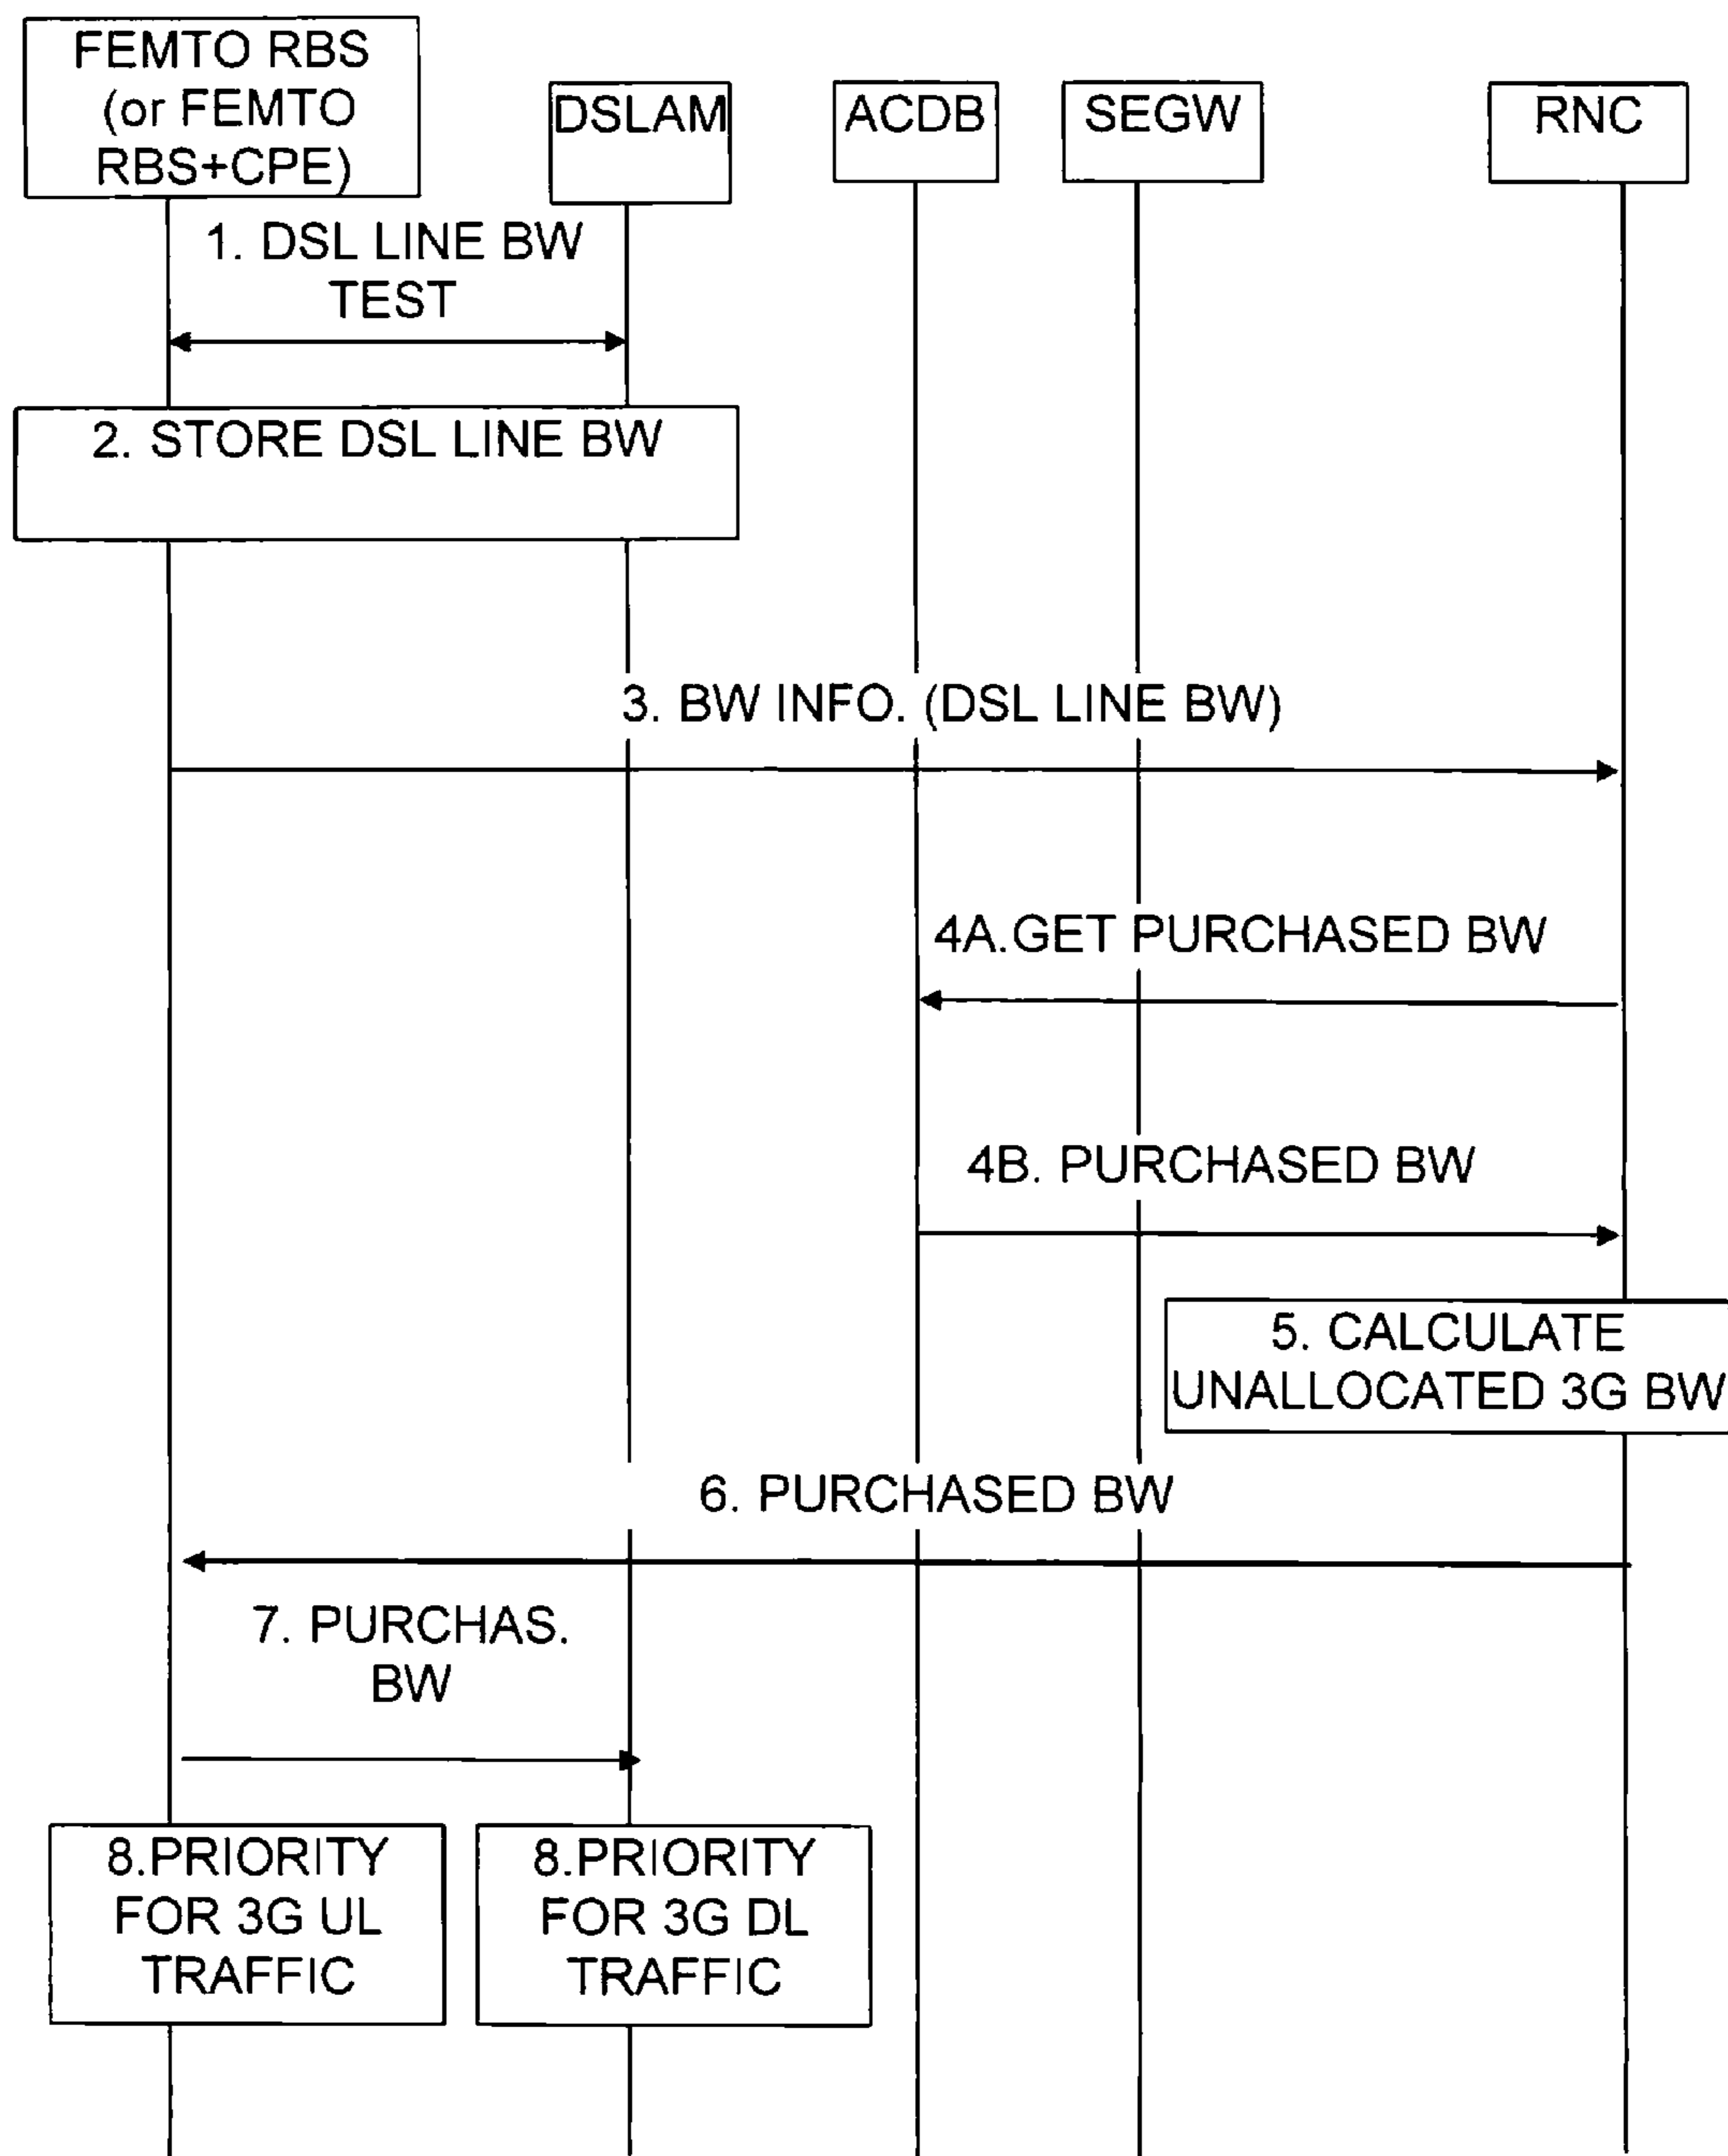 FEMTO RBS
(or FEMTO
RBS+CPE)
DSLAM
ACDB
SEGW
RNC
1. DSL LINE BW
TEST
2. STORE DSL LINE BW
3. BW INFO. (DSL LINE BW)
4A.GET PURCHASED BW
4B. PURCHASED BW
5. CALCULATE
UNALLOCATED 3G BW
6. PURCHASED BW
7. PURCHAS.
BW
8.PRIORITY
FOR 3G UL
TRAFFIC
8.PRIORITY
FOR 3G DL
TRAFFIC